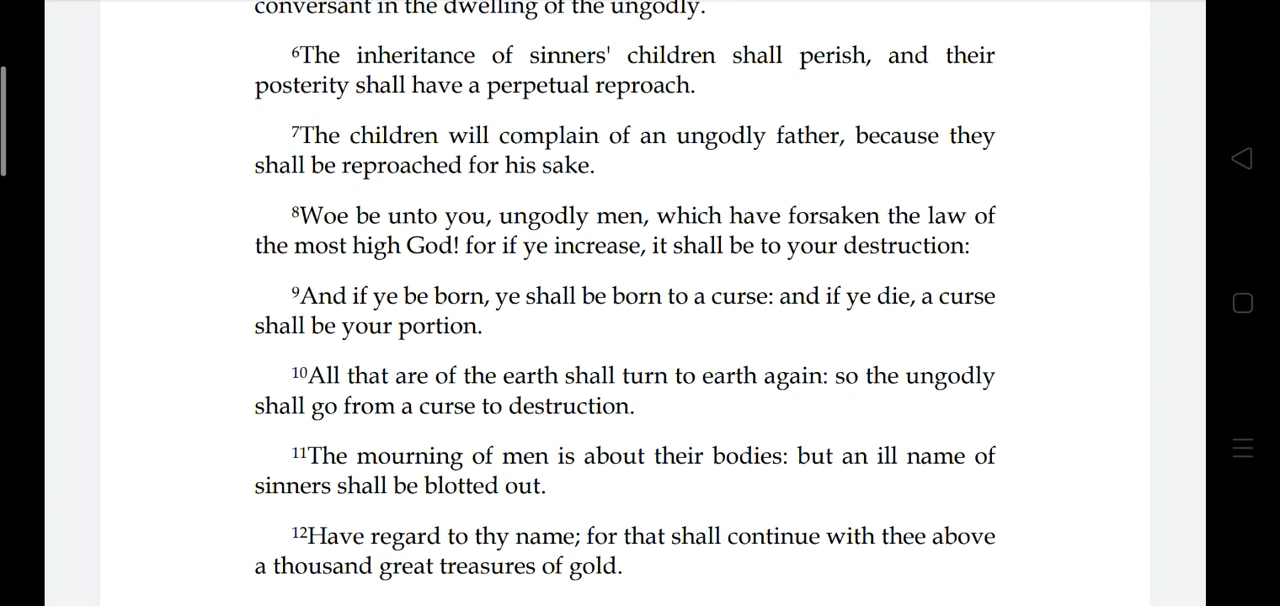 conversant in the dwelling of the ungodly.
6The inheritance of sinners' children shall perish, and their
posterity shall have a perpetual reproach.
7The children will complain of an ungodly father, because they
shall be reproached for his sake.
8Woe be unto you, ungodly men, which have forsaken the law of
the most high God! for if ye increase, it shall be to your destruction:
9And if ye be born, ye shall be born to a curse: and if ye die, a curse
shall be your portion.
10All that are of the earth shall turn to earth again: so the ungodly
shall go from a curse to destruction.
11The mourning of men is about their bodies: but an ill name of
sinners shall be blotted out.
12Have regard to thy name; for that shall continue with thee above
a thousand great treasures of gold.